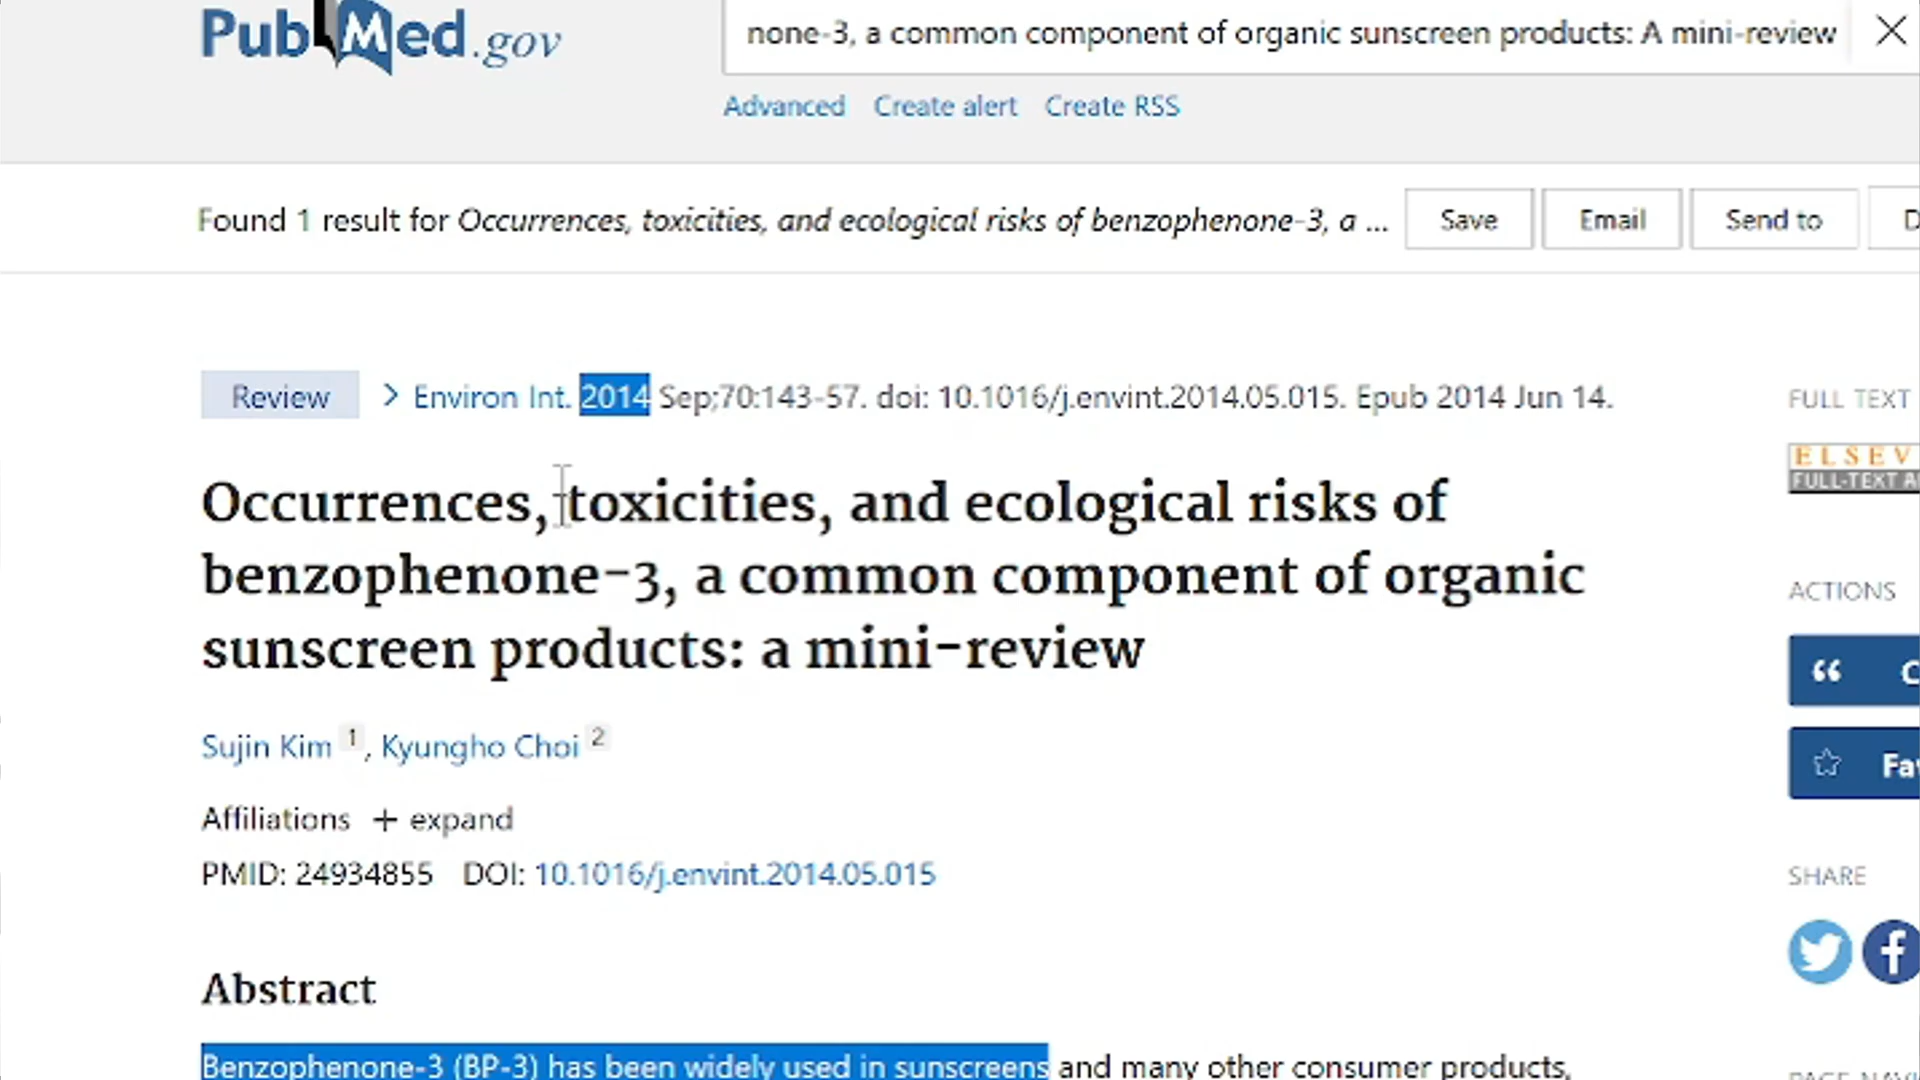 PubMed.gov
none-3, a common component of organic sunscreen products: A mini-review
Advanced Create alert Create RSS
Found 1 result for Occurrences, toxicities, and ecological risks of benzophenone-3, a ...
Save Email Send to D
Review > Environ Int. 2014 Sep;70:143-57. doi: 10.1016/j.envint.2014.05.015. Epub 2014 Jun 14.
Occurrences, toxicities, and ecological risks of
benzophenone-3, a common component of organic
sunscreen products: a mini-review
Sujin Kim 1, Kyungho Choi 2
Affiliations + expand
PMID: 24934855 DOI: 10.1016/j.envint.2014.05.015
Abstract
Benzophenone-3 (BP-3) has been widely used in sunscreens and many other consumer products,
FULL TEXT
ELSEV
FULL-TEXT A
ACTIONS
“ C
Fa
SHARE